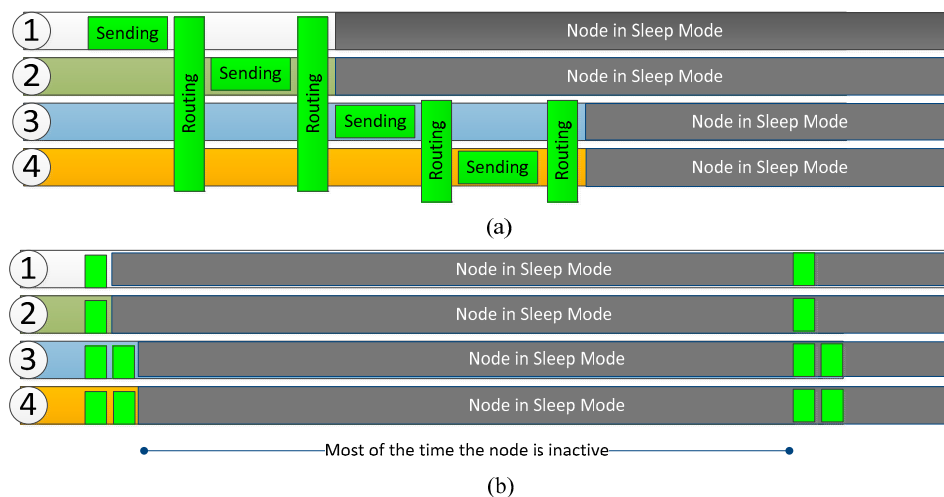 1 Sending Node in Sleep Mode
Routing Routing
2 Sending Node in Sleep Mode
3 Sending Node in Sleep Mode
Routing Routing
4 Sending Node in Sleep Mode
(a)
1 Node in Sleep Mode
2 Node in Sleep Mode
3 Node in Sleep Mode
4 Node in Sleep Mode
Most of the time the node is inactive
(b)